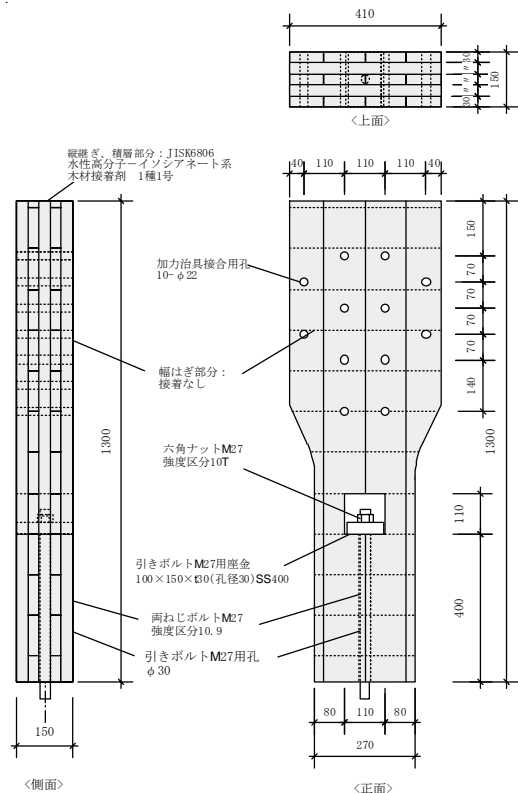 410
30
〃
〃
〃
30
150
<上面>
縦継ぎ、積層部分：JISK6806
水性高分子－イソシアネート系
木材接着剤　1種1号
40 110 110 110 40
加力治具接合用孔
10-φ22
幅はぎ部分：
接着なし
六角ナットM27
強度区分10T
引きボルトM27用座金
100×150×t30(孔径30)SS400
両ねじボルトM27
強度区分10.9
引きボルトM27用孔
φ30
150
70
70
70
70
140
110
400
1300
1300
80 110 80
270
150
<側面>
<正面>